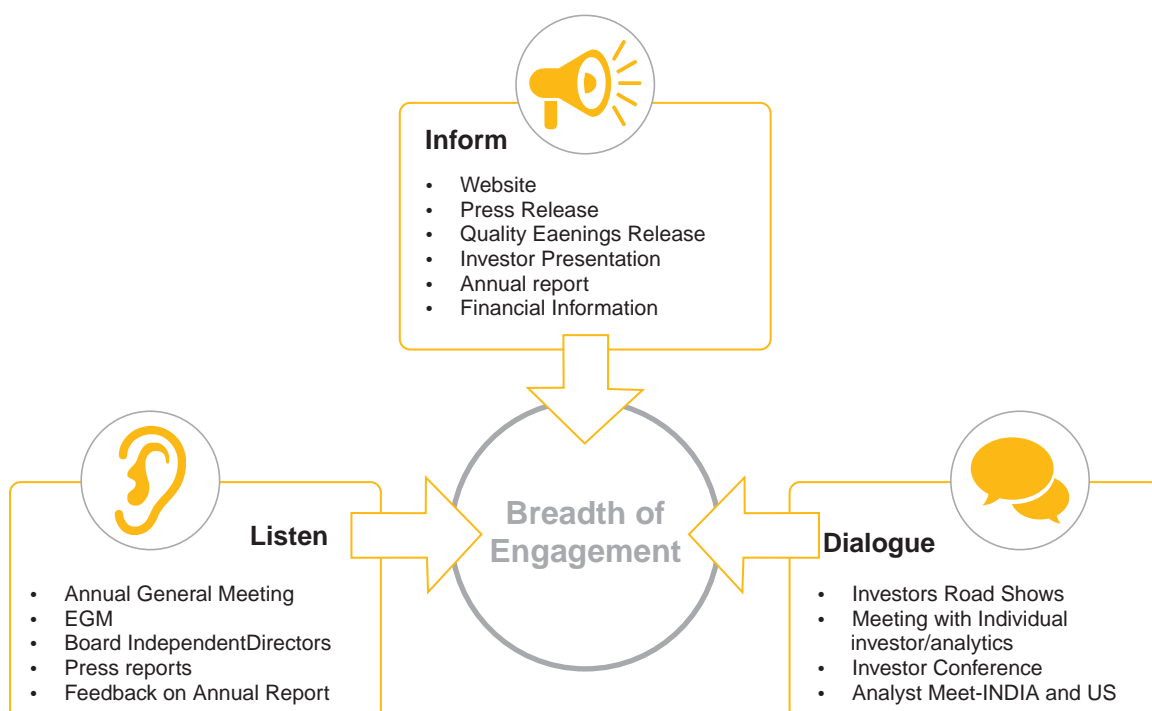 Inform
• Website
• Press Release
• Quality Eaenings Release
• Investor Presentation
• Annual report
• Financial Information
Breadth of
Engagement
Listen
• Annual General Meeting
• EGM
• Board IndependentDirectors
• Press reports
• Feedback on Annual Report
Dialogue
• Investors Road Shows
• Meeting with Individual
investor/analytics
• Investor Conference
• Analyst Meet-INDIA and US